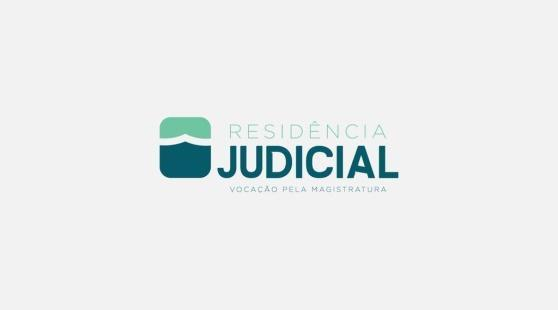 RESIDÊNCIA
JUDICIAL
VOCAÇÃO PELA MAGISTRATURA